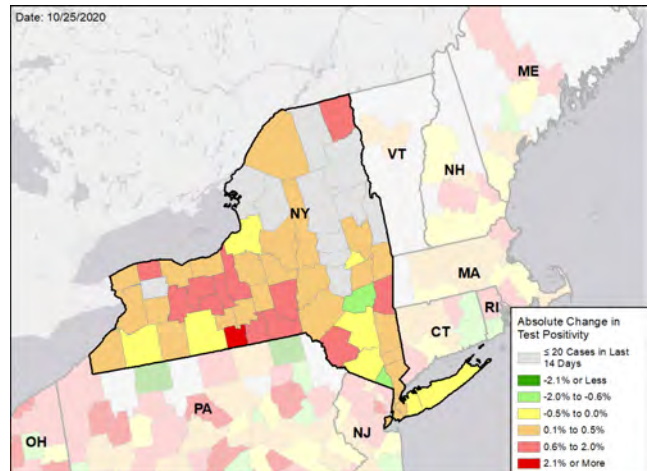 Date: 10/25/2020
ME
VT
NH
NY
MA
CT
RI
PA
OH
NJ
Absolute Change in
Test Positivity
≤ 20 Cases in Last
14 Days
-2.1% or Less
-2.0% to -0.6%
-0.5% to 0.0%
0.1% to 0.5%
0.6% to 2.0%
2.1% or More